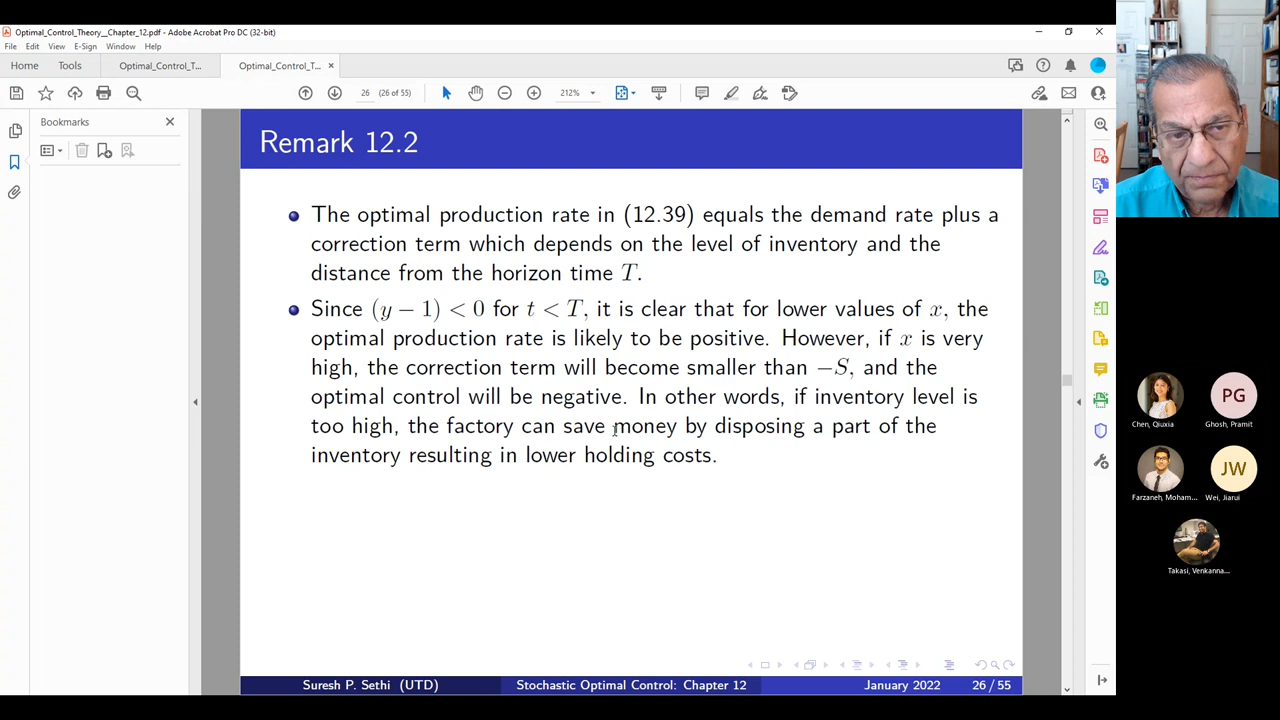 Optimal_Control_Theory__Chapter_12.pdf - Adobe Acrobat Pro DC (32-bit)
File Edit View E-Sign Window Help
Home Tools Optimal_Control_T... Optimal_Control_T... ×
26 (26 of 55) 212%
Bookmarks
Remark 12.2
The optimal production rate in (12.39) equals the demand rate plus a
correction term which depends on the level of inventory and the
distance from the horizon time T.
Since (y − 1) < 0 for t < T, it is clear that for lower values of x, the
optimal production rate is likely to be positive. However, if x is very
high, the correction term will become smaller than −S, and the
optimal control will be negative. In other words, if inventory level is
too high, the factory can save money by disposing a part of the
inventory resulting in lower holding costs.
Suresh P. Sethi (UTD) Stochastic Optimal Control: Chapter 12 January 2022 26 / 55
PG
Chen, Qiuxia Ghosh, Pramit
JW
Farzaneh, Moham... Wei, Jiarui
Takasi, Venkanna...